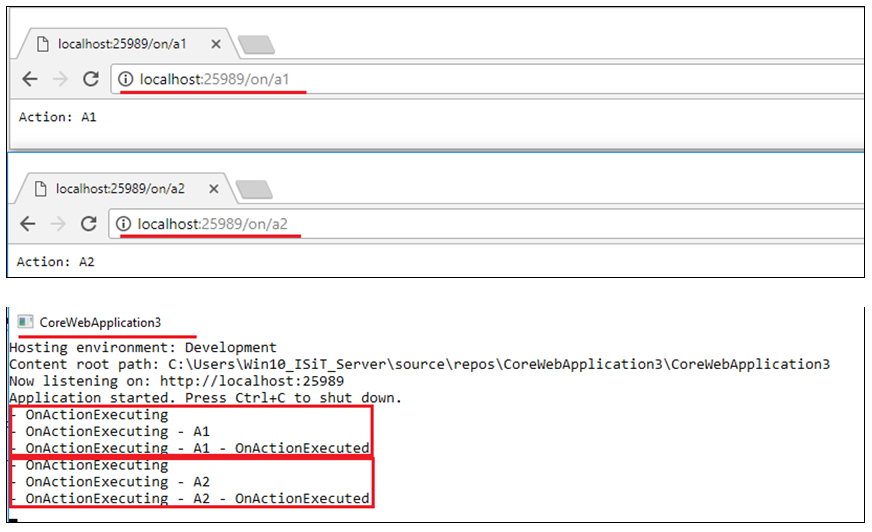 localhost:25989/on/a1
localhost:25989/on/a1
Action: A1
localhost:25989/on/a2
localhost:25989/on/a2
Action: A2
CoreWebApplication3
Hosting environment: Development
Content root path: C:\Users\Win10_ISiT_Server\source\repos\CoreWebApplication3\CoreWebApplication3
Now listening on: http://localhost:25989
Application started. Press Ctrl+C to shut down.
- OnActionExecuting
- OnActionExecuting - A1
- OnActionExecuting - A1 - OnActionExecuted
- OnActionExecuting
- OnActionExecuting - A2
- OnActionExecuting - A2 - OnActionExecuted